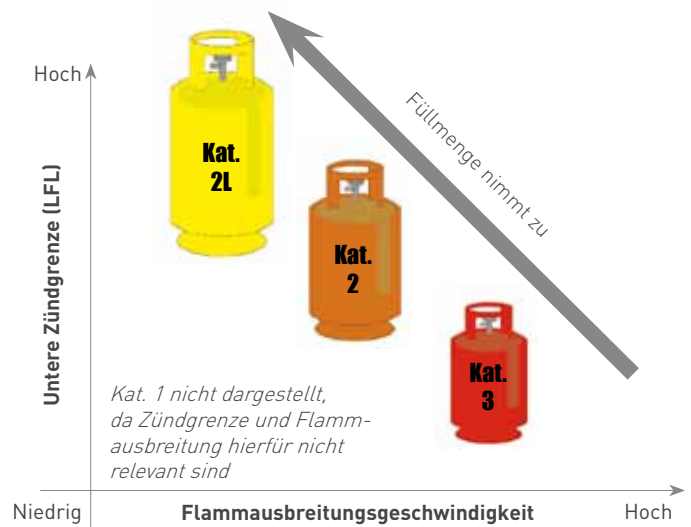 Hoch
Untere Zündgrenze (LFL)
Kat.
2L
Füllmenge nimmt zu
Kat.
2
Kat.
3
Kat. 1 nicht dargestellt,
da Zündgrenze und Flamm-
ausbreitung hierfür nicht
relevant sind
Niedrig
Flammausbreitungsgeschwindigkeit
Hoch